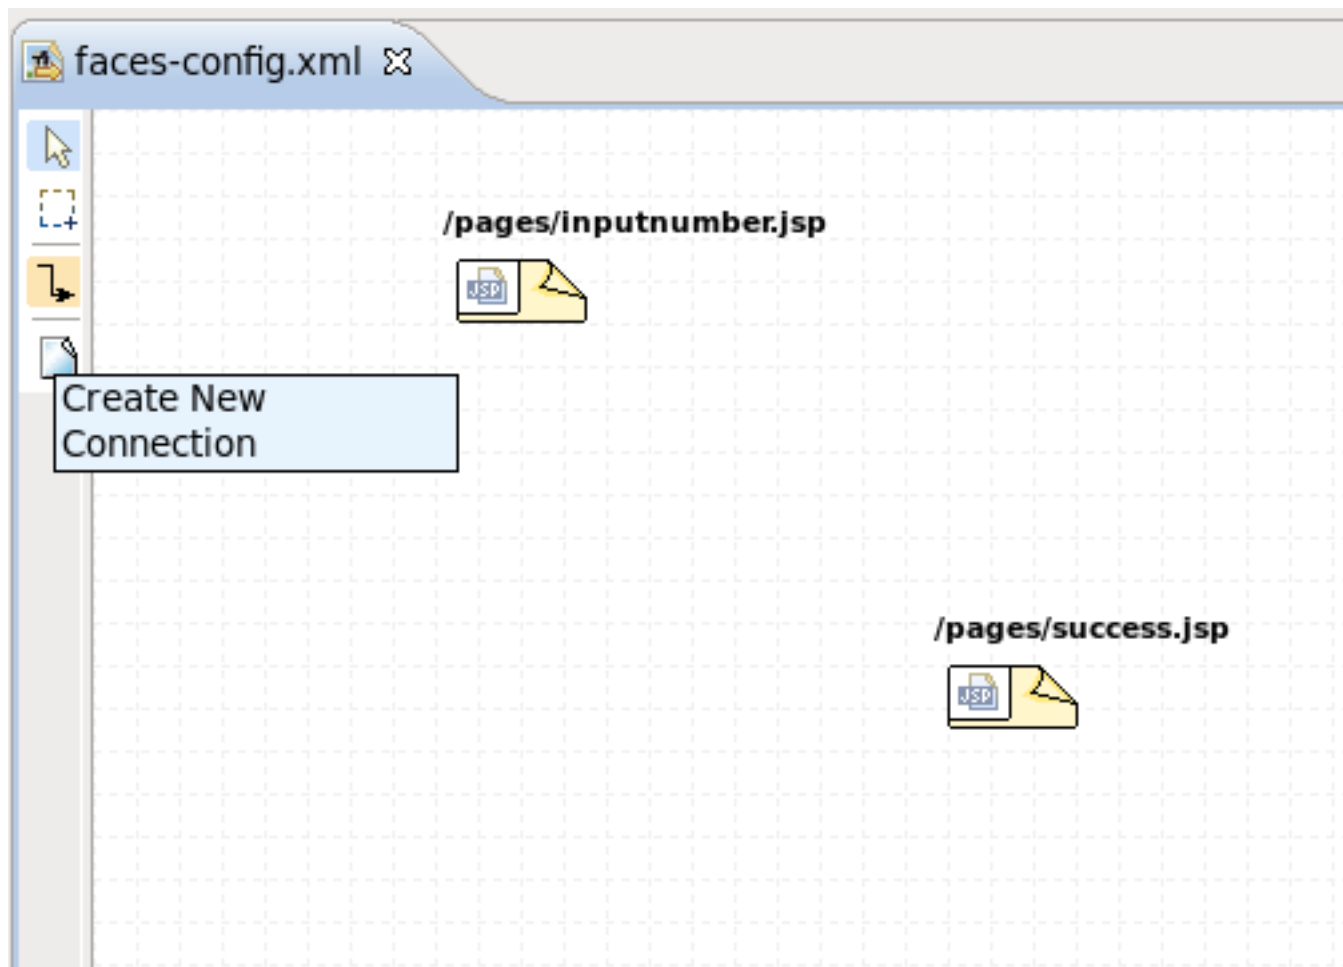 faces-config.xml
/pages/inputnumber.jsp
JSP
Create New
Connection
/pages/success.jsp
JSP